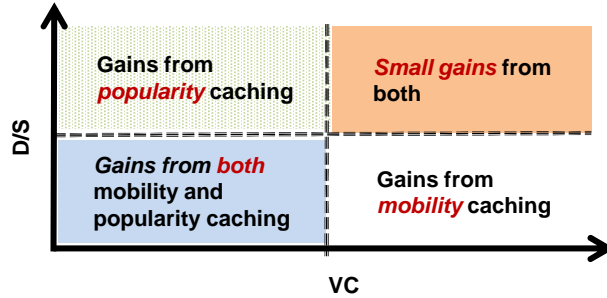 Gains from
popularity caching
Small gains from
both
D/S
Gains from both
mobility and
popularity caching
Gains from
mobility caching
VC